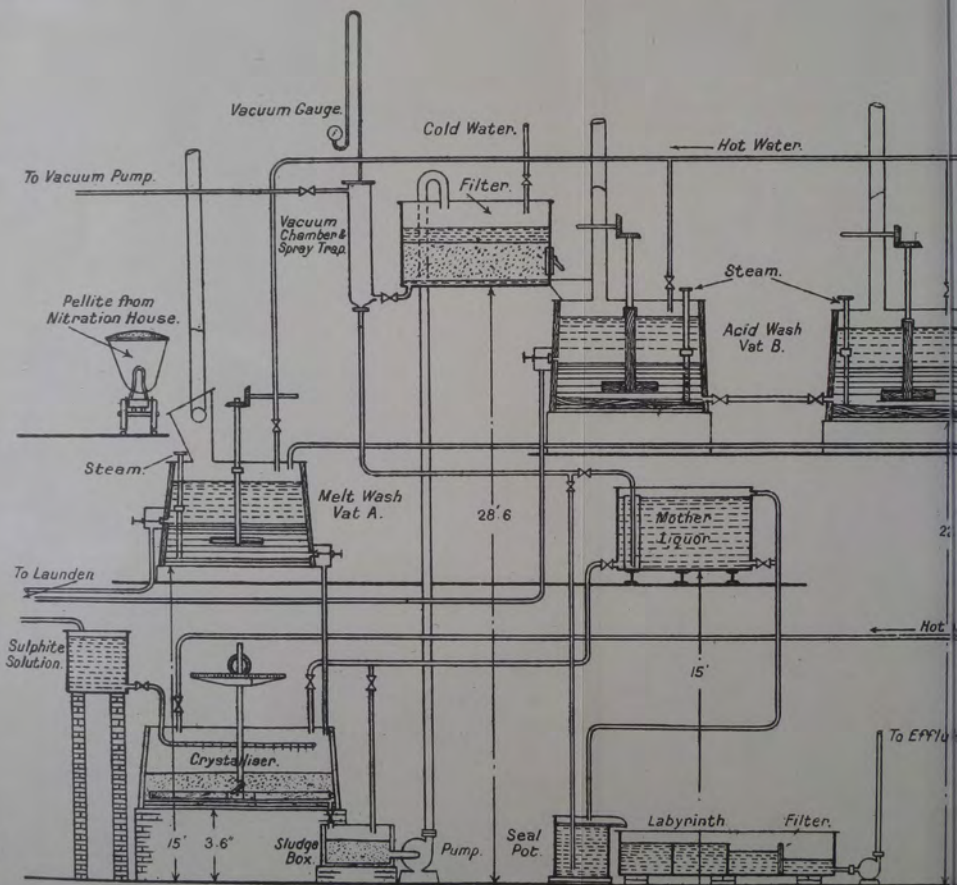 Vacuum Gauge.
Cold Water.
Hot Water.
To Vacuum Pump.
Filter.
Vacuum
Chamber &
Spray Trap.
Steam.
Pellite from
Nitration House.
Acid Wash
Vat B.
Steam.
Melt Wash
Vat A.
28'.6
Mother
Liquor
To Launder
Sulphite
Solution.
Hot
15'
Crystalliser.
To Efflu
15'
3'.6"
Sludge
Box.
Pump.
Seal
Pot.
Labyrinth
Filter.